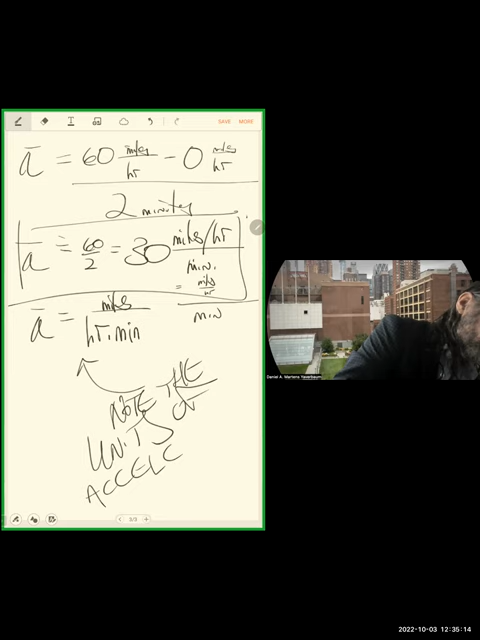 SAVE MORE
ā = 60 miles/hr - 0 miles/hr
2 minutes
ā = 60/2 = 30 miles/hr
min.
= miles/hr
min
ā = miles
hr. min
NOTE THE
UNITS OF
ACCELC
3/3
Daniel A. Martens Yaverbaum
2022-10-03 12:35:14